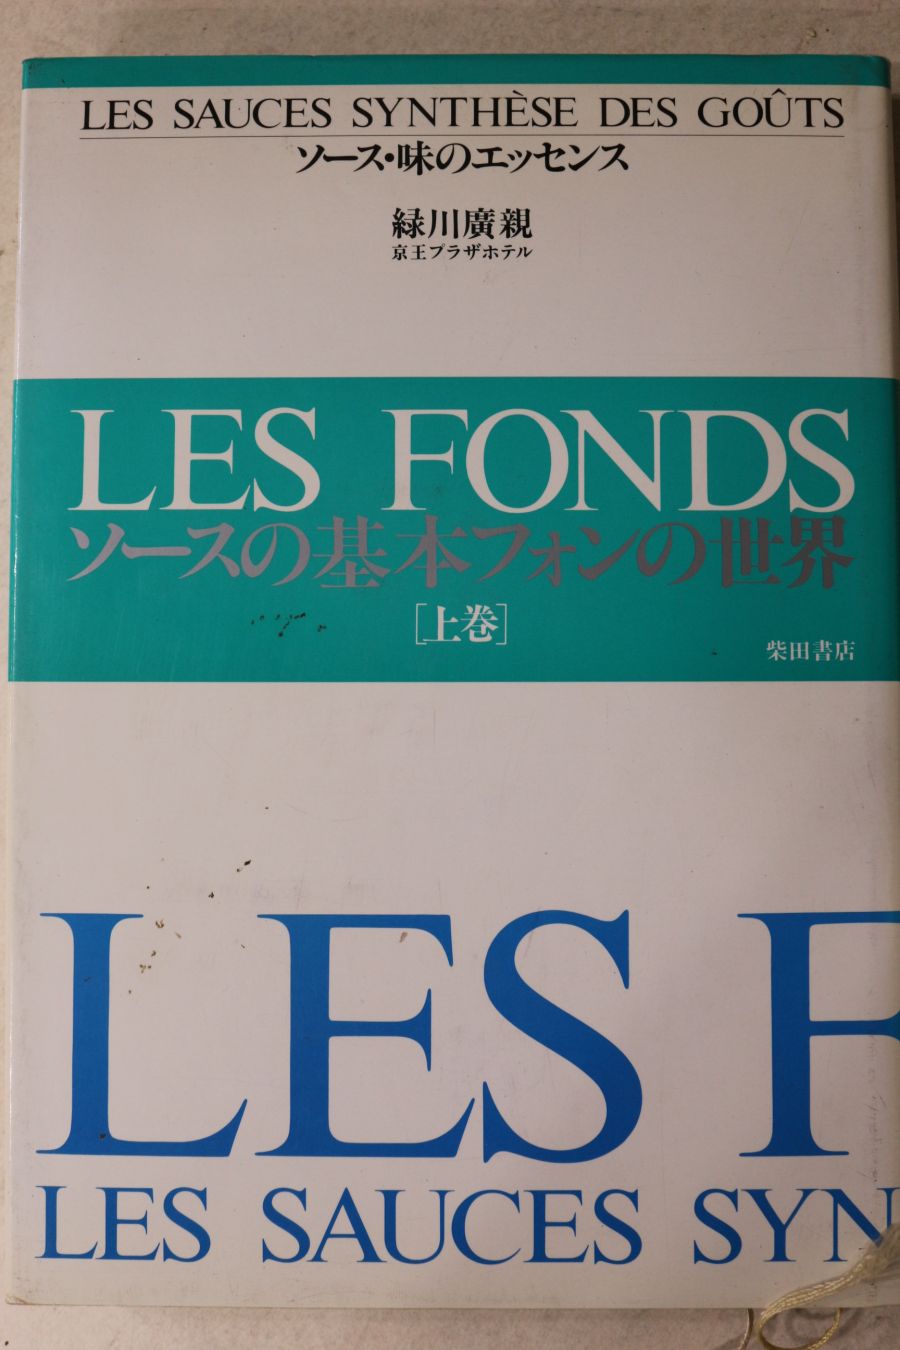 LES SAUCES SYNTHÈSE DES GOÛTS
ソース・味のエッセンス
緑川廣親
京王プラザホテル
LES FONDS
ソースの基本フォンの世界
[上巻]
柴田書店
LES F
LES SAUCES SYN